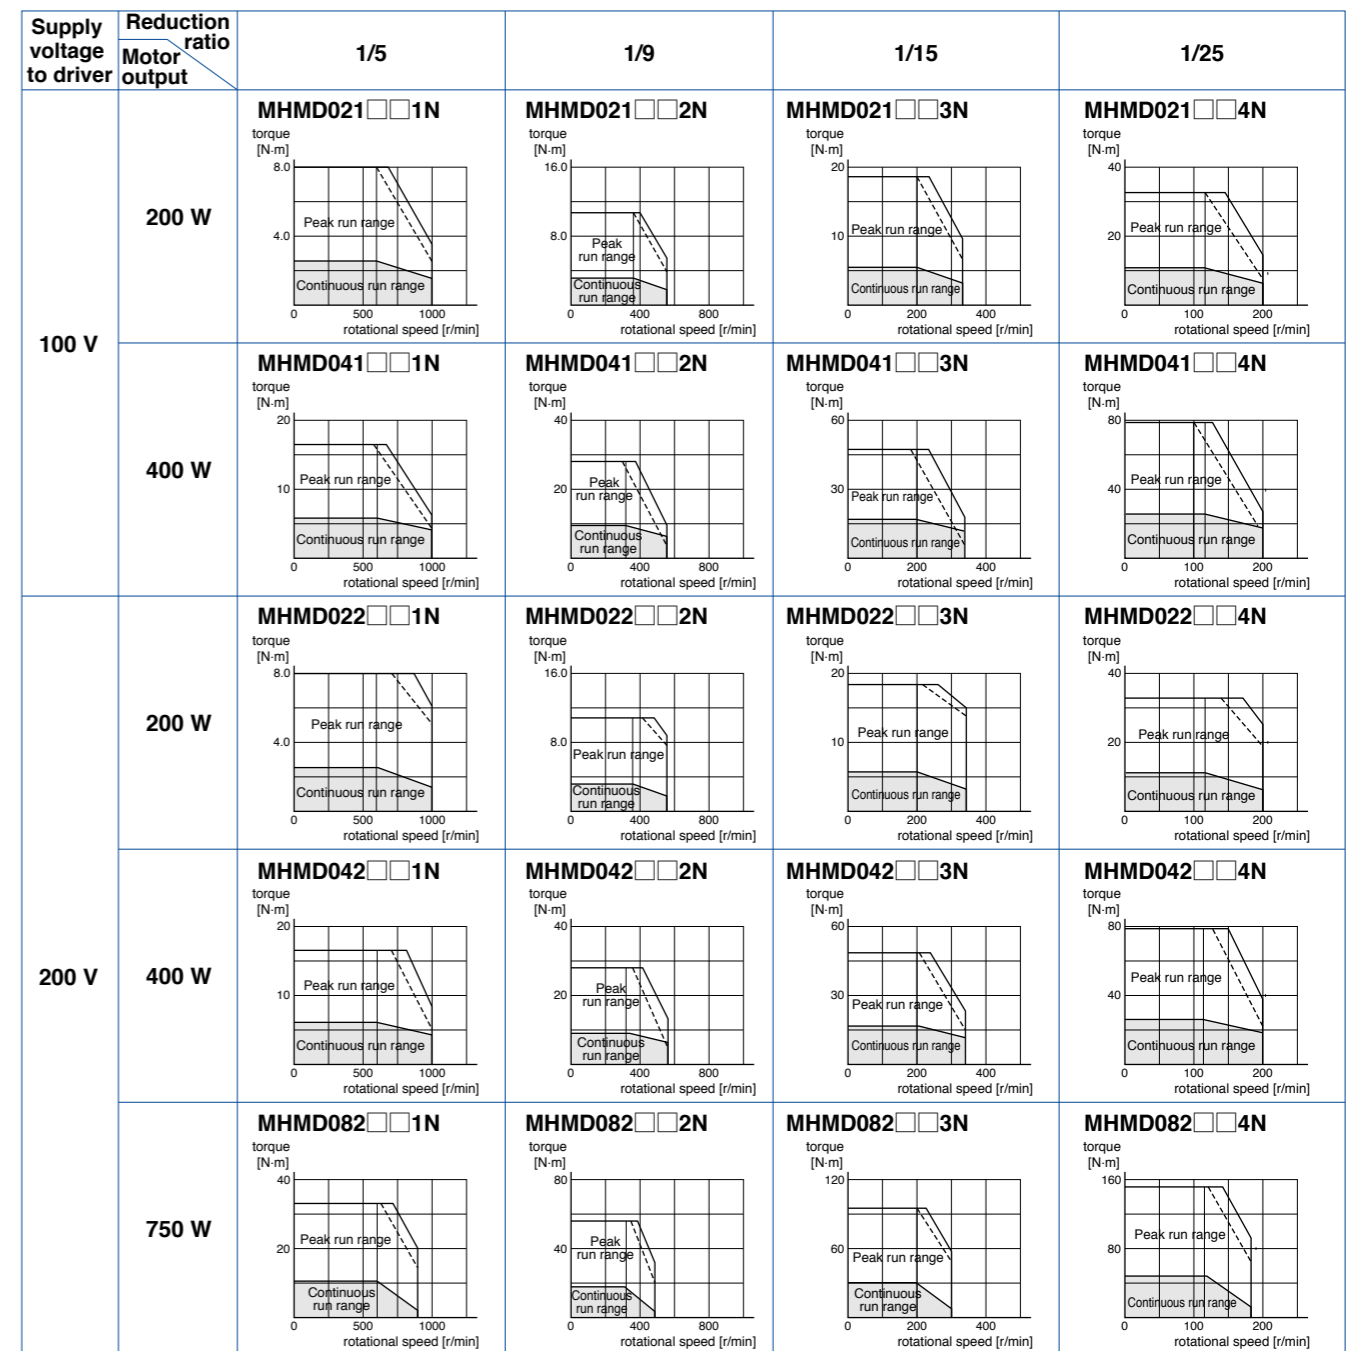 Supply voltage to driver
Reduction ratio
Motor output
1/5
1/9
1/15
1/25
100 V
200 W
MHMD021□□1N
torque
[N·m]
8.0
Peak run range
4.0
Continuous run range
0 500 1000
rotational speed [r/min]
MHMD021□□2N
torque
[N·m]
16.0
8.0
Peak
run range
Continuous
run range
0 400 800
rotational speed [r/min]
MHMD021□□3N
torque
[N·m]
20
Peak run range
10
Continuous run range
0 200 400
rotational speed [r/min]
MHMD021□□4N
torque
[N·m]
40
Peak run range
20
Continuous run range
0 100 200
rotational speed [r/min]
400 W
MHMD041□□1N
torque
[N·m]
20
Peak run range
10
Continuous run range
0 500 1000
rotational speed [r/min]
MHMD041□□2N
torque
[N·m]
40
Peak
20
run range
Continuous
run range
0 400 800
rotational speed [r/min]
MHMD041□□3N
torque
[N·m]
60
30
Peak run range
Continuous run range
0 200 400
rotational speed [r/min]
MHMD041□□4N
torque
[N·m]
80
Peak run range
40
Continuous run range
0 100 200
rotational speed [r/min]
200 V
200 W
MHMD022□□1N
torque
[N·m]
8.0
Peak run range
4.0
Continuous run range
0 500 1000
rotational speed [r/min]
MHMD022□□2N
torque
[N·m]
16.0
8.0
Peak run range
Continuous
run range
0 400 800
rotational speed [r/min]
MHMD022□□3N
torque
[N·m]
20
Peak run range
10
Continuous run range
0 200 400
rotational speed [r/min]
MHMD022□□4N
torque
[N·m]
40
Peak run range
20
Continuous run range
0 100 200
rotational speed [r/min]
400 W
MHMD042□□1N
torque
[N·m]
20
Peak run range
10
Continuous run range
0 500 1000
rotational speed [r/min]
MHMD042□□2N
torque
[N·m]
40
Peak
20
run range
Continuous
run range
0 400 800
rotational speed [r/min]
MHMD042□□3N
torque
[N·m]
60
30
Peak run range
Continuous run range
0 200 400
rotational speed [r/min]
MHMD042□□4N
torque
[N·m]
80
Peak run range
40
Continuous run range
0 100 200
rotational speed [r/min]
750 W
MHMD082□□1N
torque
[N·m]
40
Peak run range
20
Continuous
run range
0 500 1000
rotational speed [r/min]
MHMD082□□2N
torque
[N·m]
80
Peak
40
run range
Continuous
run range
0 400 800
rotational speed [r/min]
MHMD082□□3N
torque
[N·m]
120
60
Peak run range
Continuous
run range
0 200 400
rotational speed [r/min]
MHMD082□□4N
torque
[N·m]
160
Peak run range
80
Continuous run range
0 100 200
rotational speed [r/min]